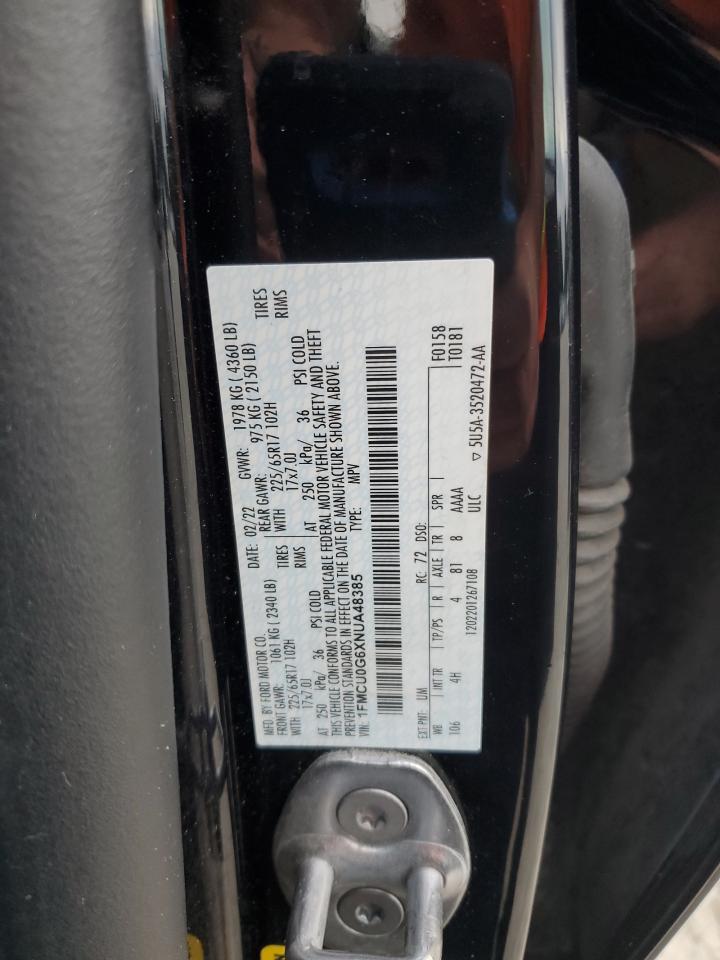 MFD. BY FORD MOTOR CO.
DATE: 02/22 GVWR: 1978 KG ( 4360 LB)
FRONT GAWR: 1061 KG ( 2340 LB) REAR GAWR: 975 KG ( 2150 LB)
WITH 225/65R17 102H TIRES WITH 225/65R17 102H TIRES
17x7.0J RIMS 17x7.0J RIMS
AT 250 kPa/ 36 PSI COLD AT 250 kPa/ 36 PSI COLD
THIS VEHICLE CONFORMS TO ALL APPLICABLE FEDERAL MOTOR VEHICLE SAFETY AND THEFT
PREVENTION STANDARDS IN EFFECT ON THE DATE OF MANUFACTURE SHOWN ABOVE.
VIN: 1FMCU0G6XNUA48385 TYPE: MPV
EXT PNT: UM RC: 72 DSO: F0158
WB INT TR TP/PS R AXLE TR SPR T0181
106 4H 4 81 8 AAAA
1202201267108 ULC ▽ 5U5A-3520472-AA